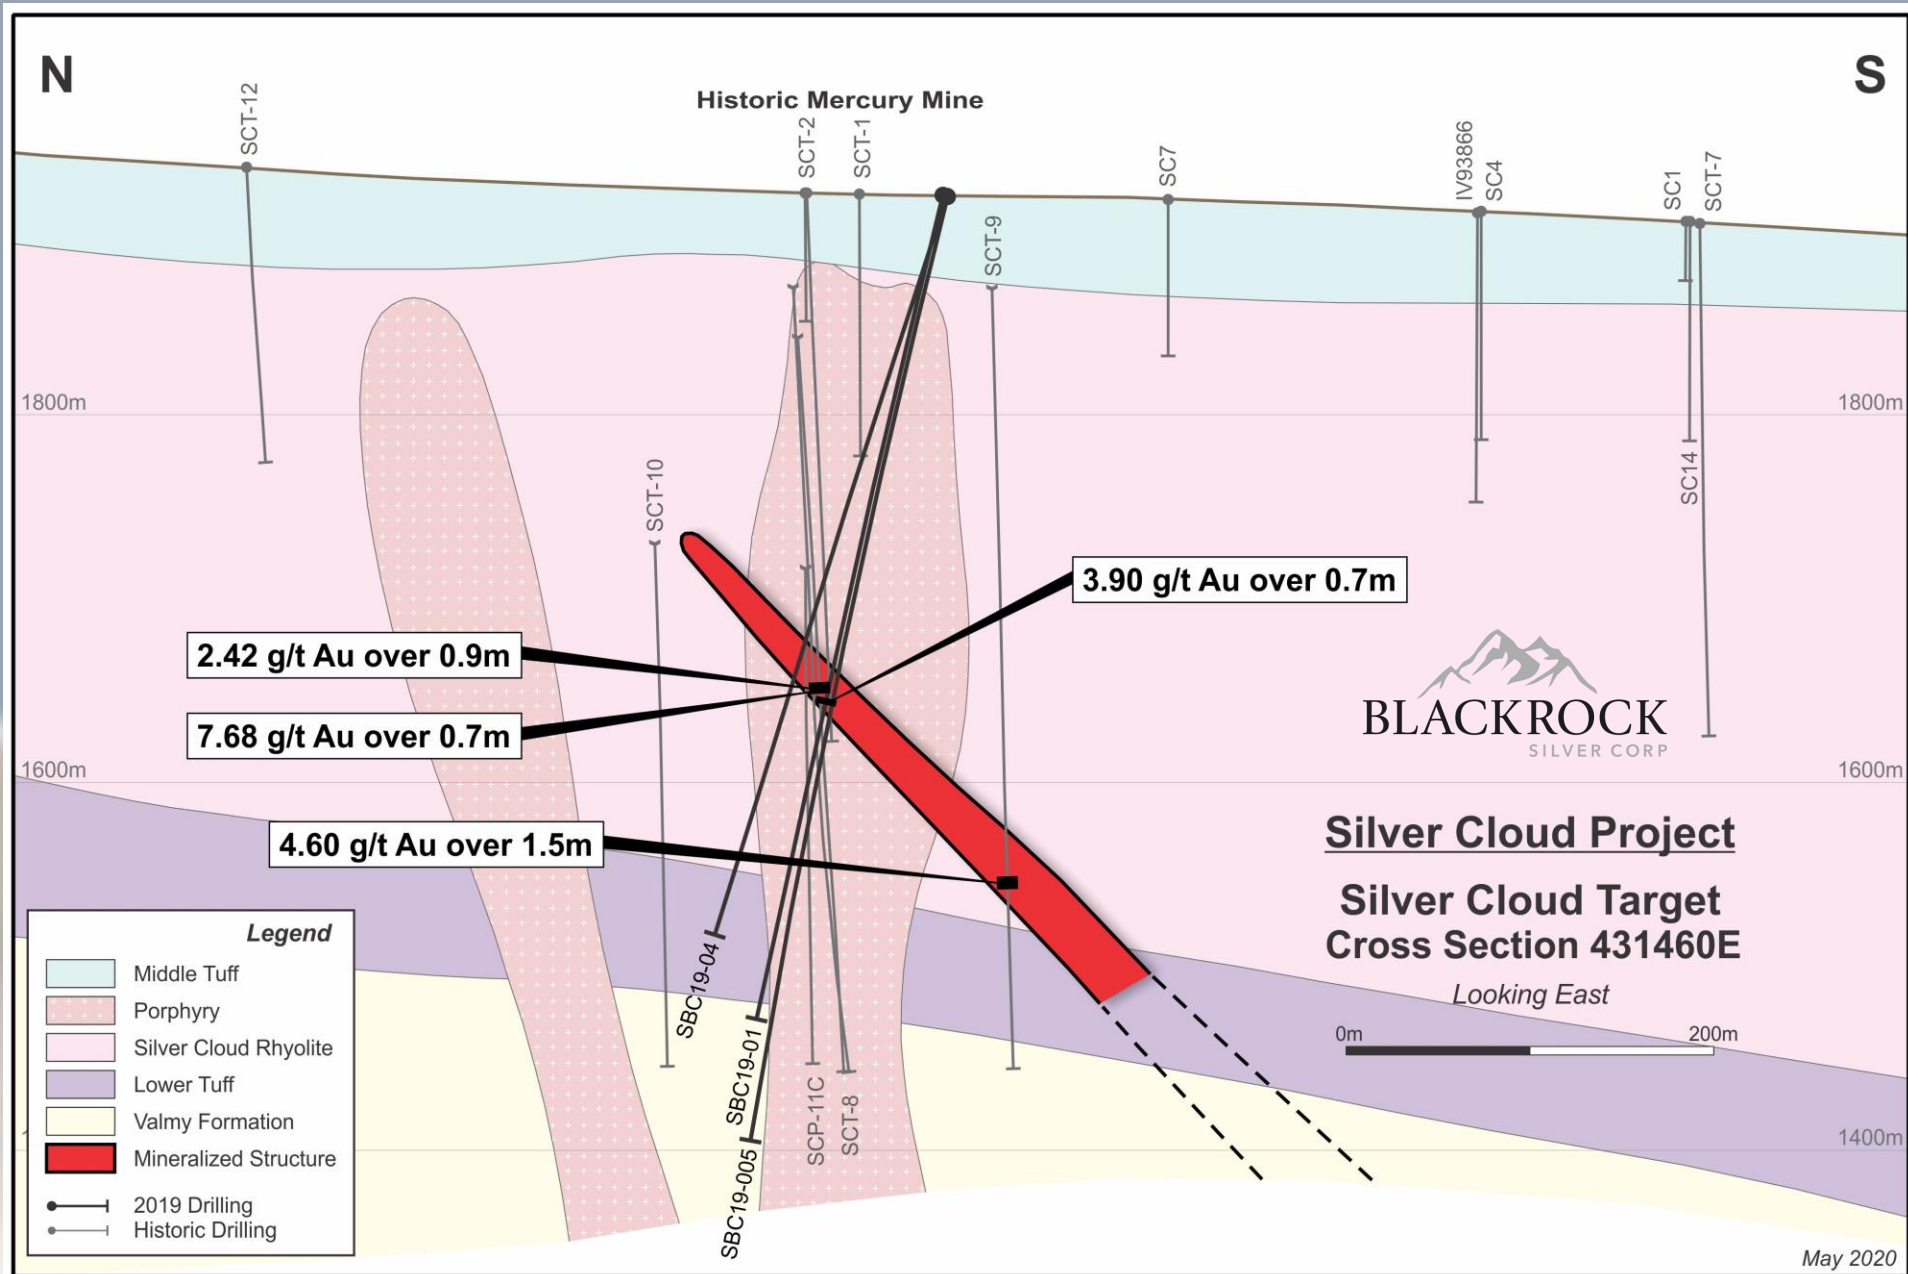 N
S
Historic Mercury Mine
SCT-12
SCT-2
SCT-1
SCT-9
SC7
IV93866
SC4
SC1
SCT-7
1800m
1800m
SCT-10
SC14
3.90 g/t Au over 0.7m
2.42 g/t Au over 0.9m
7.68 g/t Au over 0.7m
BLACKROCK
SILVER CORP
1600m
1600m
4.60 g/t Au over 1.5m
Silver Cloud Project
Silver Cloud Target
Cross Section 431460E
Looking East
0m
200m
SBC19-04
SBC19-01
SBC19-005
SCP-11C
SCT-8
1400m
Legend
Middle Tuff
Porphyry
Silver Cloud Rhyolite
Lower Tuff
Valmy Formation
Mineralized Structure
2019 Drilling
Historic Drilling
May 2020